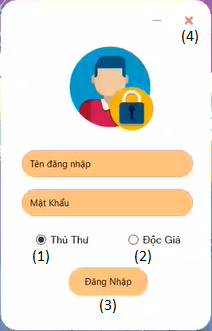 (4)
Tên đăng nhập
Mật Khẩu
Thủ Thư Độc Giả
(1) (2)
Đăng Nhập
(3)